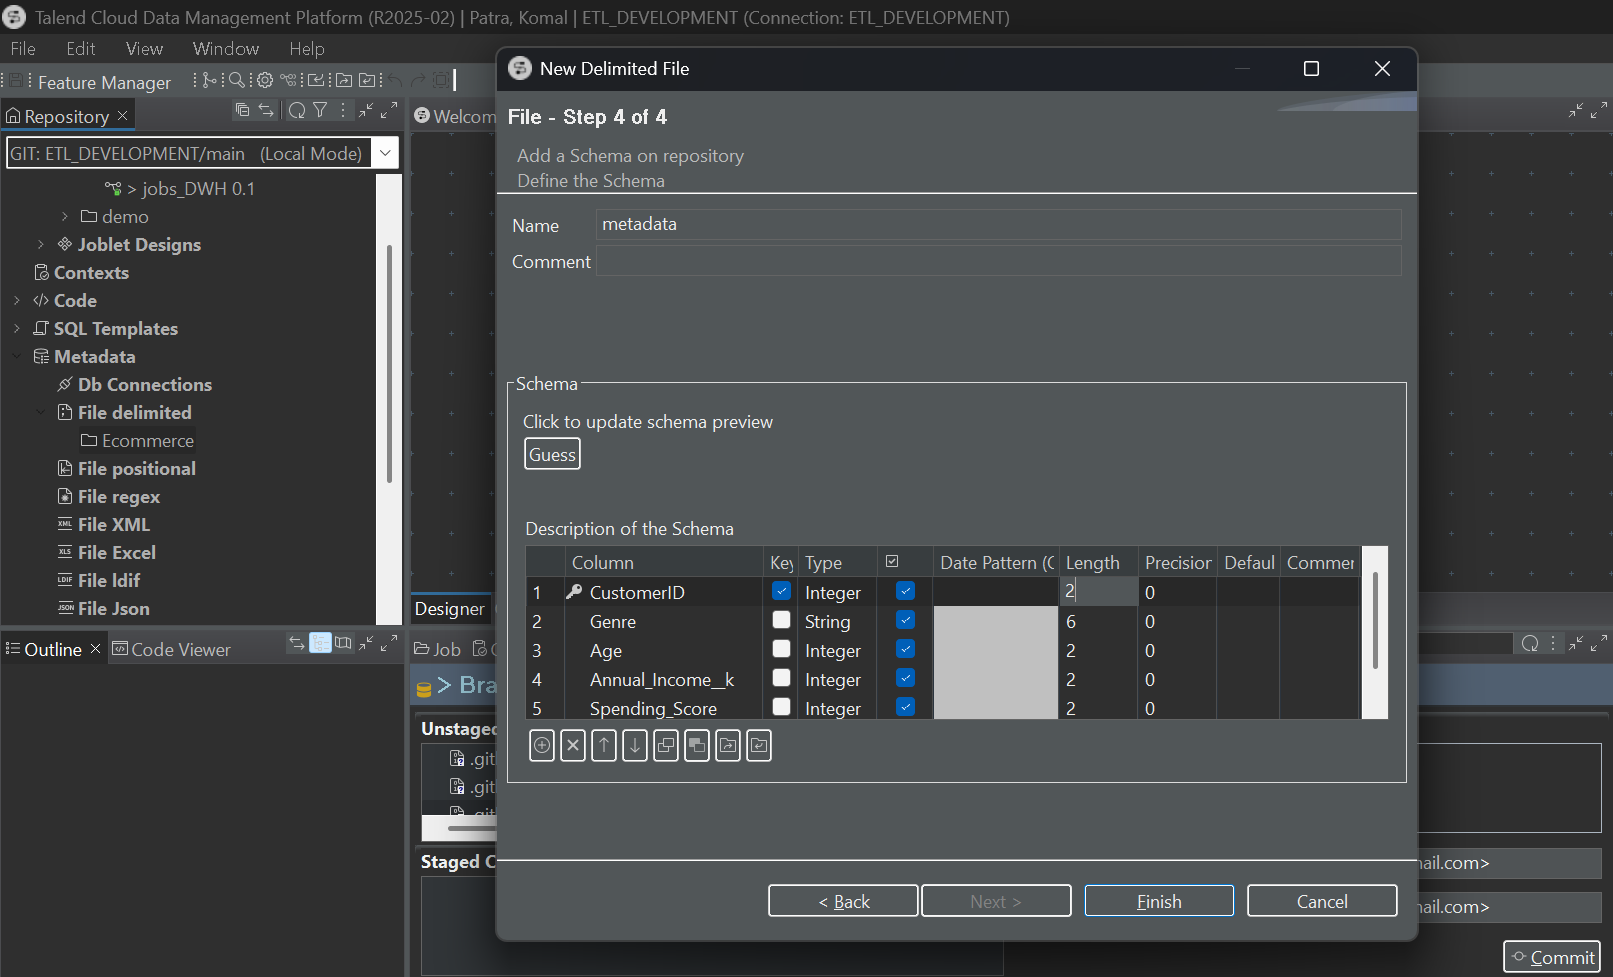 Talend Cloud Data Management Platform (R2025-02) | Patra, Komal | ETL_DEVELOPMENT (Connection: ETL_DEVELOPMENT)
File Edit View Window Help
Feature Manager
Repository
GIT: ETL_DEVELOPMENT/main (Local Mode)
> jobs_DWH 0.1
demo
Joblet Designs
Contexts
Code
SQL Templates
Metadata
Db Connections
File delimited
Ecommerce
File positional
File regex
File XML
File Excel
File ldif
File Json
Outline
Code Viewer
Welcom
Designer
Job
> Bra
Unstaged
.git
.git
.git
Staged C
New Delimited File
File - Step 4 of 4
Add a Schema on repository
Define the Schema
Name metadata
Comment
Schema
Click to update schema preview
Guess
Description of the Schema
Column Key Type Date Pattern (C Length Precision Defaul Commer
1 CustomerID Integer 2 0
2 Genre String 6 0
3 Age Integer 2 0
4 Annual_Income__k Integer 2 0
5 Spending_Score Integer 2 0
< Back Next > Finish Cancel
ail.com>
ail.com>
Commit